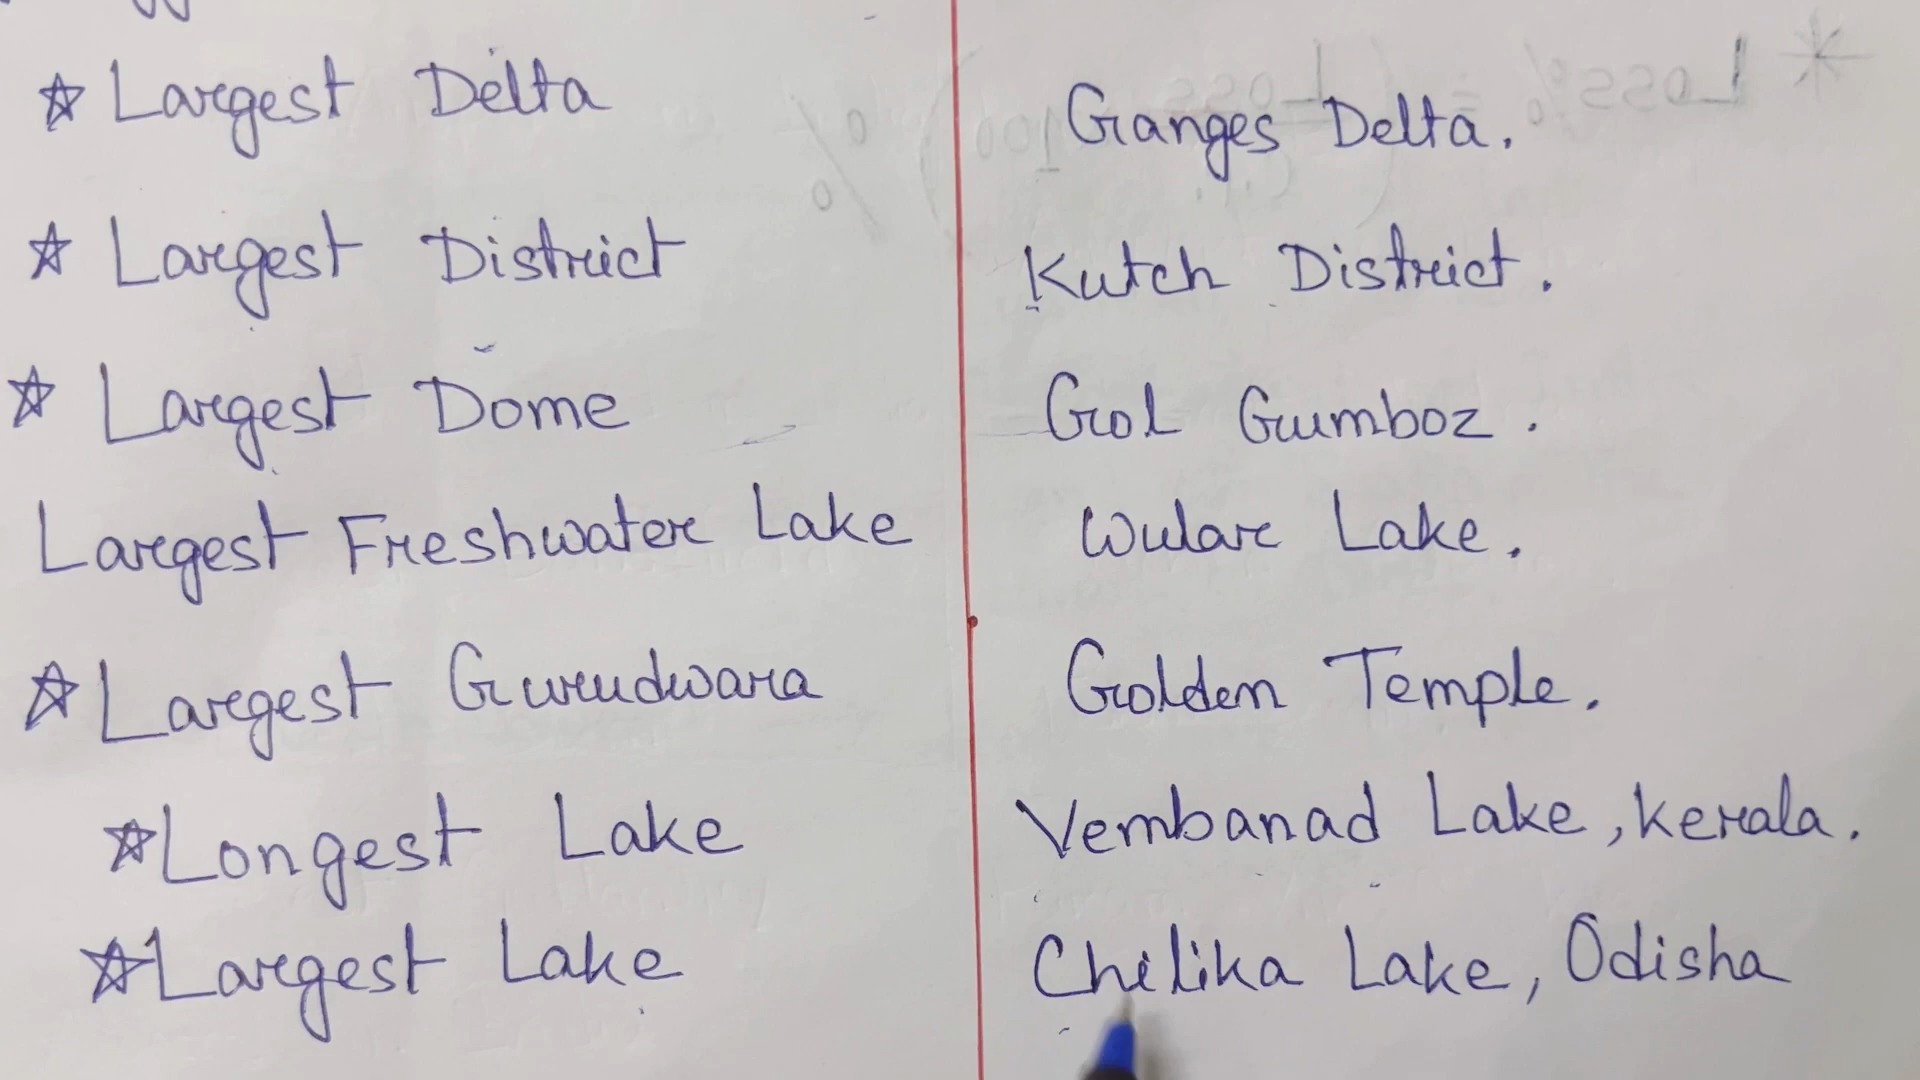 ☆ Largest Delta Ganges Delta.
☆ Largest District Kutch District.
☆ Largest Dome Gol Gumboz.
Largest Freshwater Lake Wular Lake.
☆ Largest Gurudwara Golden Temple.
☆ Longest Lake Vembanad Lake, Kerala.
☆ Largest Lake Chilika Lake, Odisha